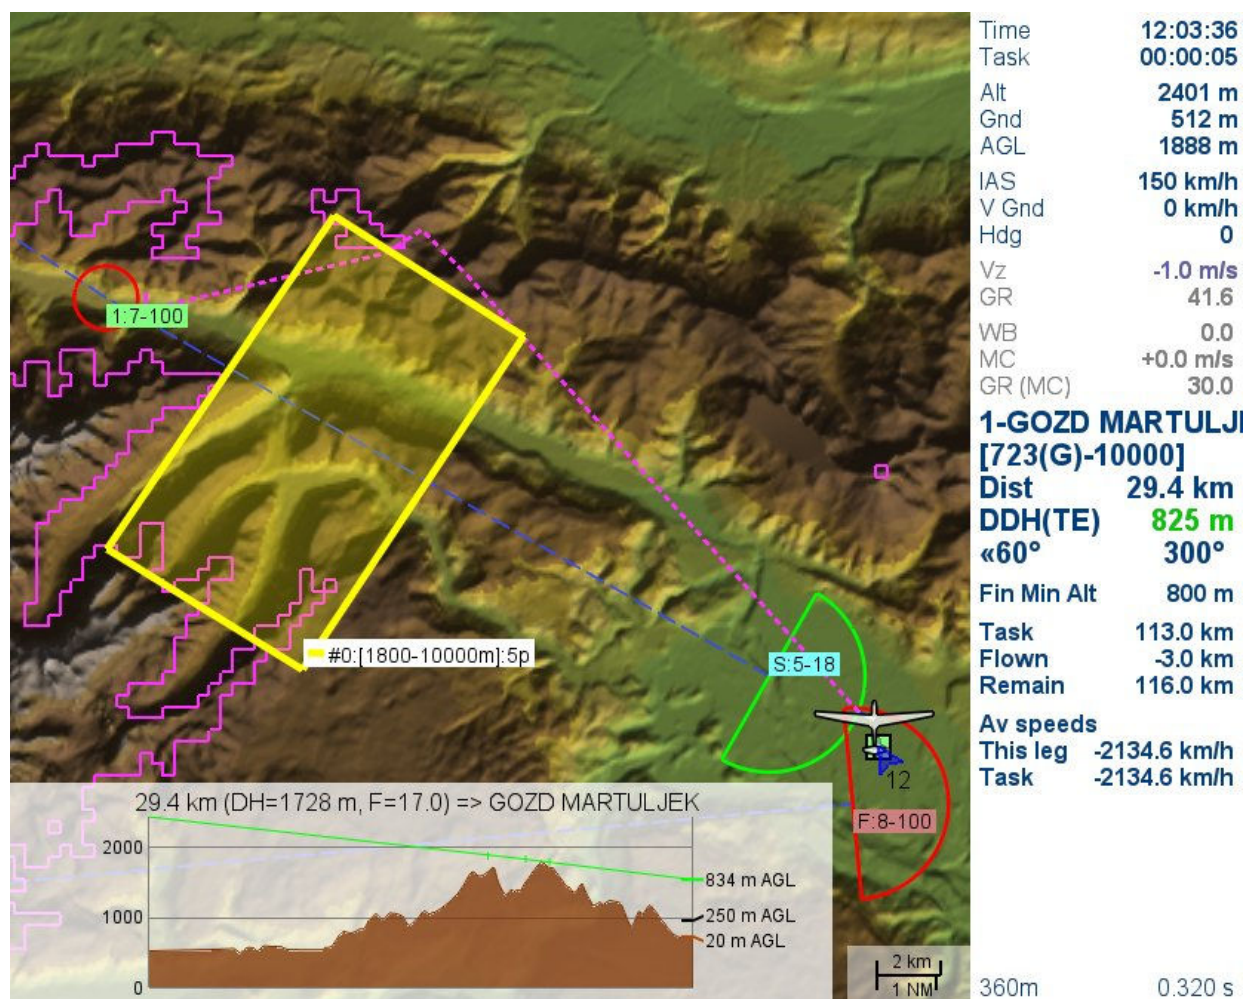 Time 12:03:36
Task 00:00:05
Alt 2401 m
Gnd 512 m
AGL 1888 m
IAS 150 km/h
V Gnd 0 km/h
Hdg 0
Vz -1.0 m/s
GR 41.6
WB 0.0
MC +0.0 m/s
GR (MC) 30.0
1-GOZD MARTULJ
[723(G)-10000]
Dist 29.4 km
DDH(TE) 825 m
«60° 300°
Fin Min Alt 800 m
Task 113.0 km
Flown -3.0 km
Remain 116.0 km
Av speeds
This leg -2134.6 km/h
Task -2134.6 km/h
360m 0.320 s
1:7-100
#0:[1800-10000m]:5p
S:5-18
12
F:8-100
29.4 km (DH=1728 m, F=17.0) => GOZD MARTULJEK
2000
834 m AGL
1000
250 m AGL
20 m AGL
0
2 km
1 NM